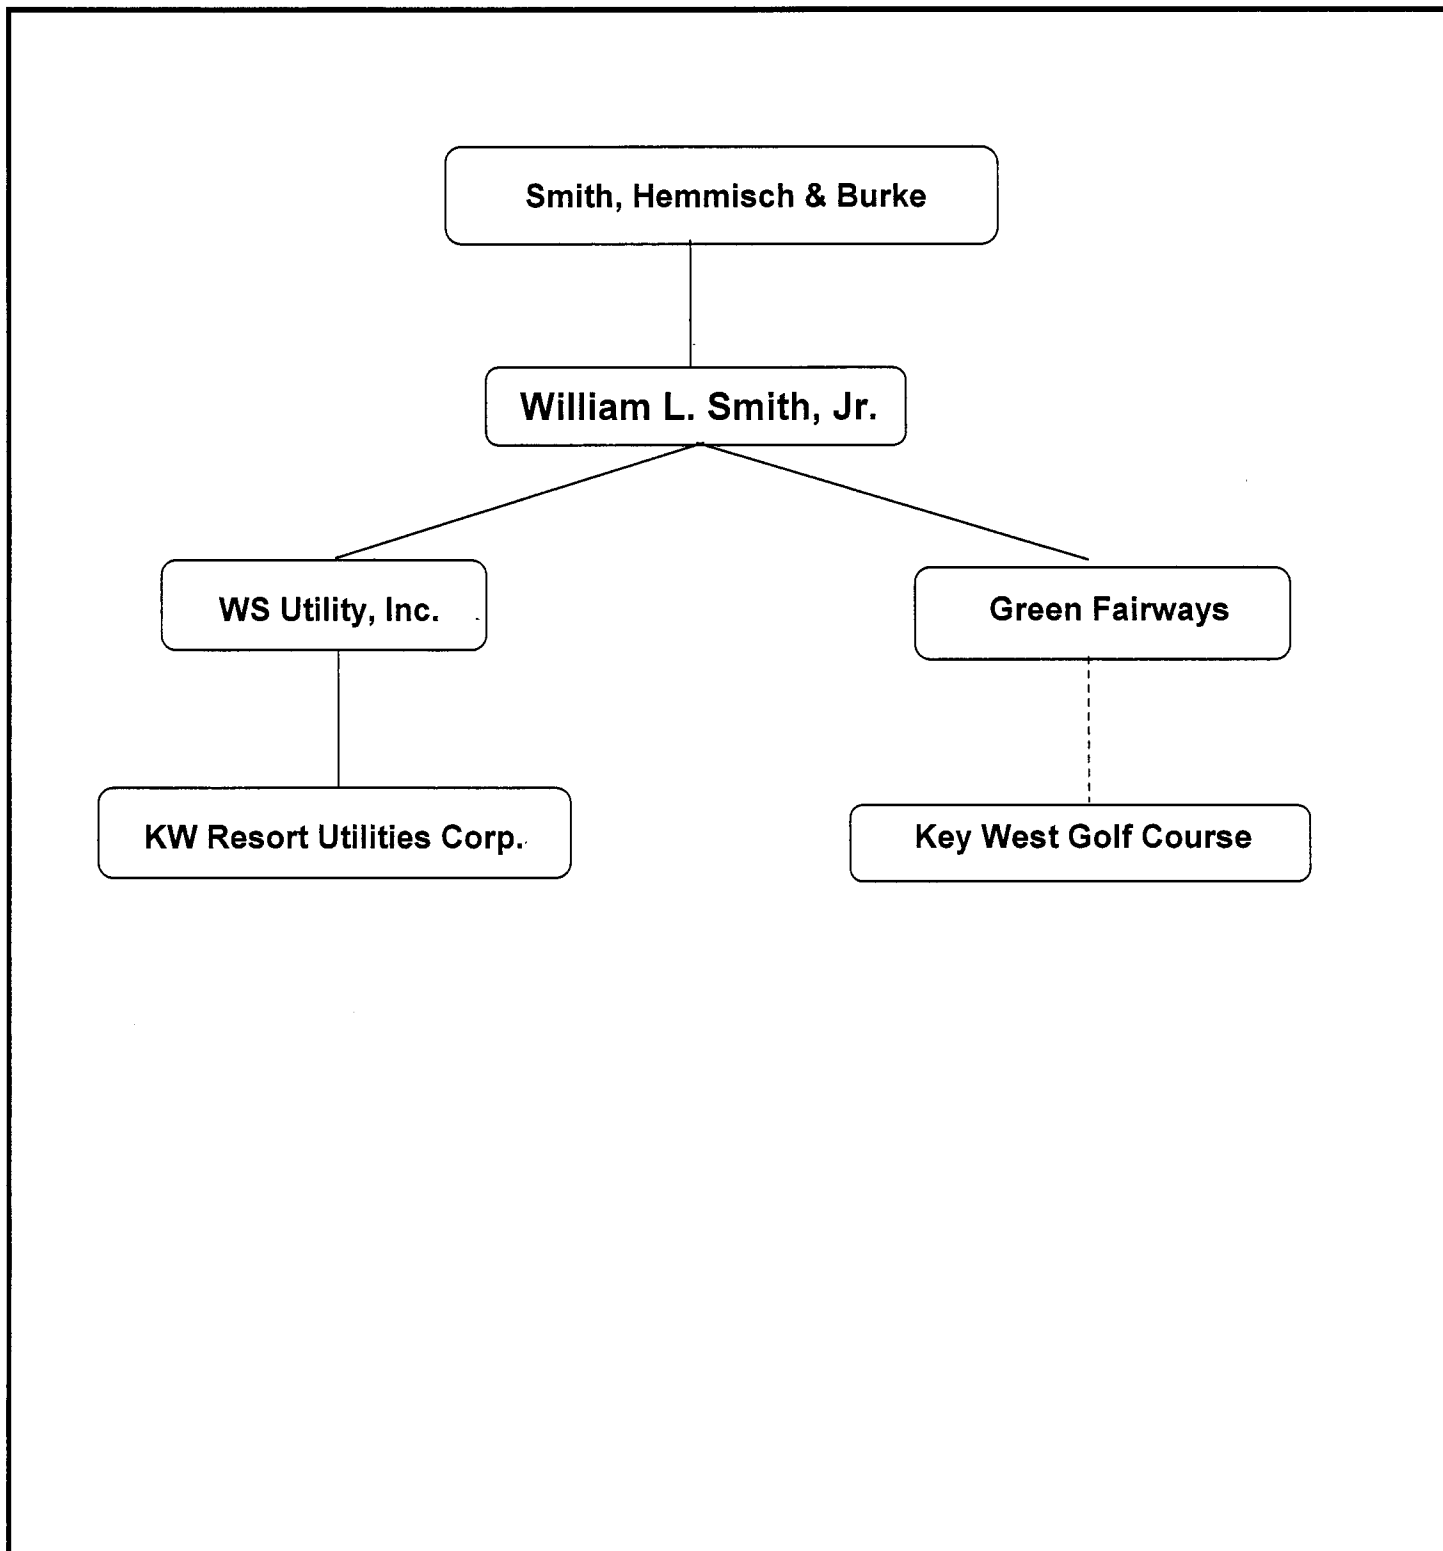 Smith, Hemmisch & Burke
William L. Smith, Jr.
WS Utility, Inc.
Green Fairways
KW Resort Utilities Corp.
Key West Golf Course